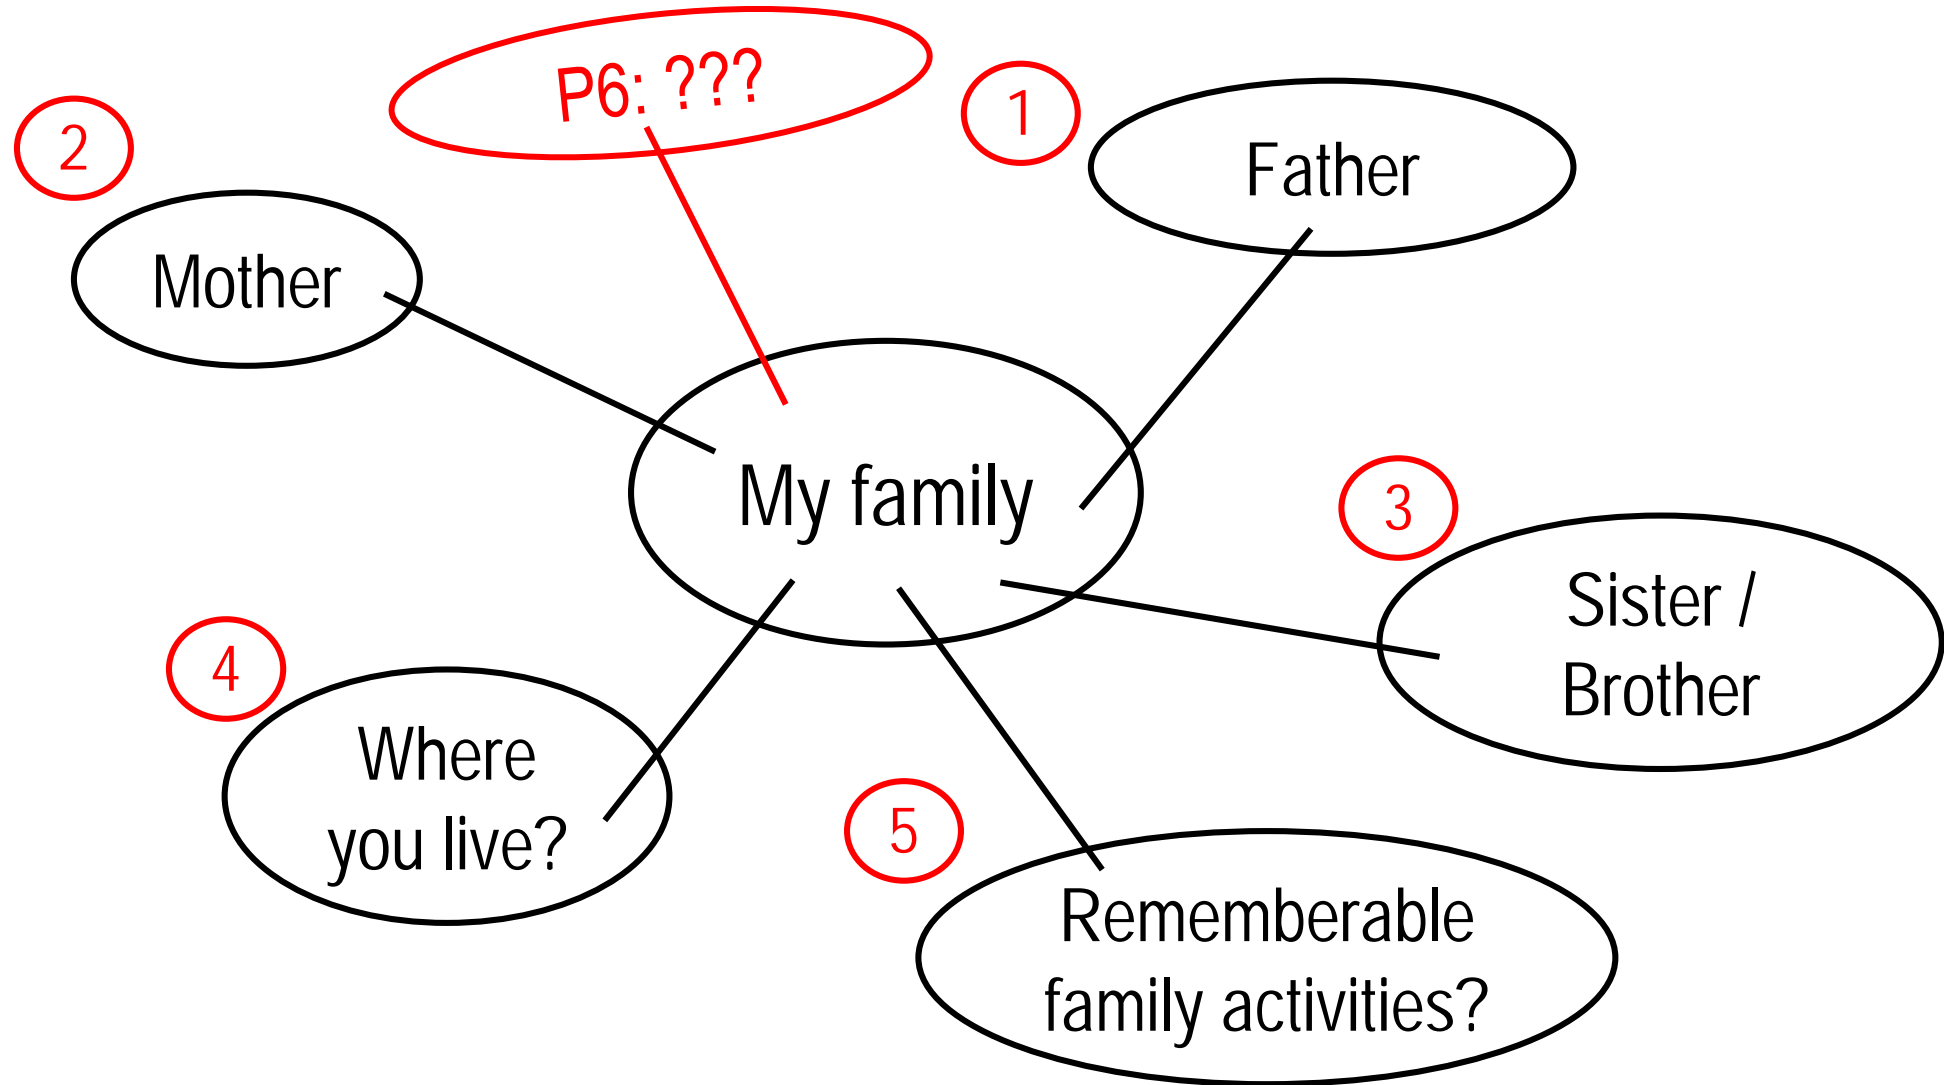 P6: ???
1
Father
2
Mother
My family
3
Sister /
Brother
4
Where
you live?
5
Rememberable
family activities?